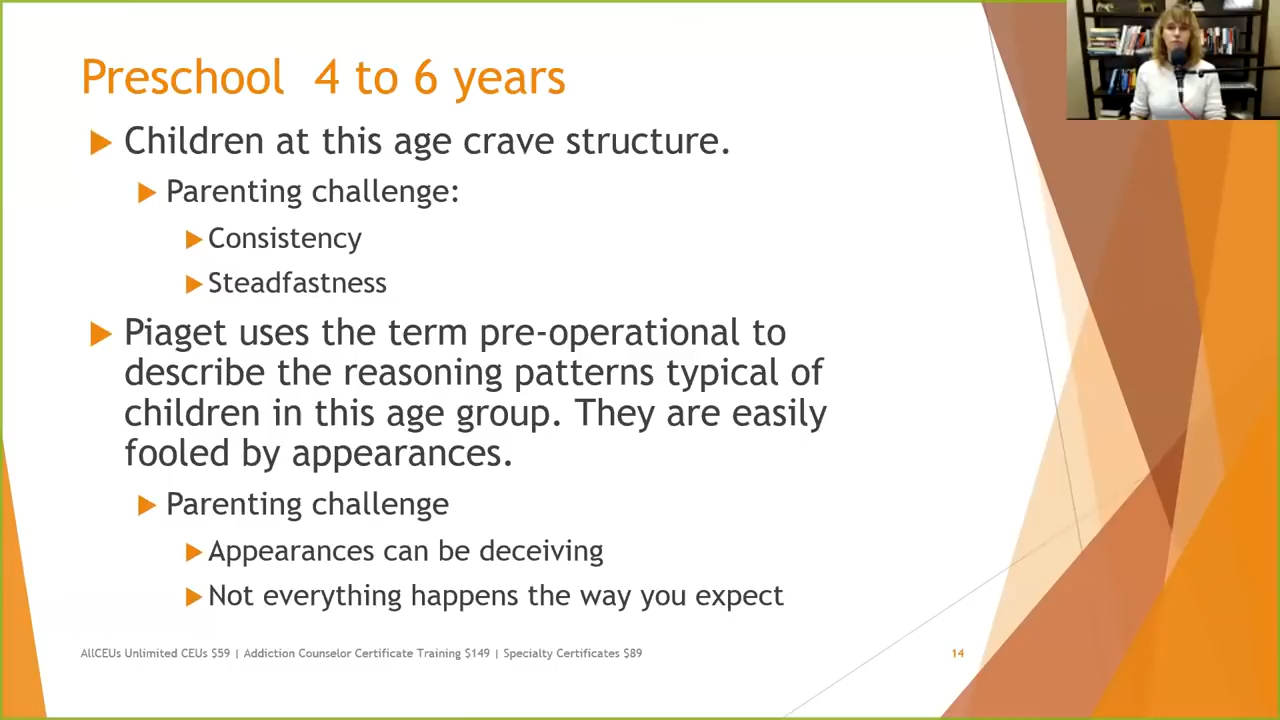 Preschool 4 to 6 years
Children at this age crave structure.
Parenting challenge:
Consistency
Steadfastness
Piaget uses the term pre-operational to
describe the reasoning patterns typical of
children in this age group. They are easily
fooled by appearances.
Parenting challenge
Appearances can be deceiving
Not everything happens the way you expect
AllCEUs Unlimited CEUs $59 | Addiction Counselor Certificate Training $149 | Specialty Certificates $89
14